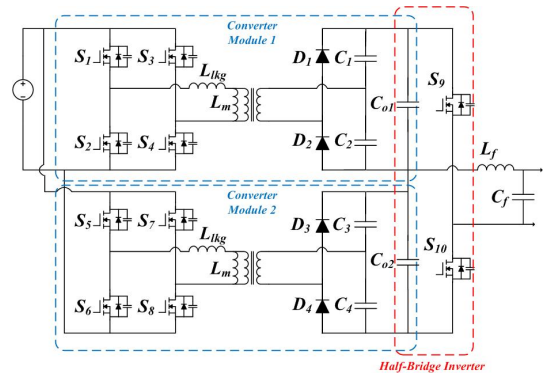 Converter
Module 1
S1 S3 D1 C1
Llkg
Lm
Co1
S9
S2 S4 D2 C2
Lf
Converter
Module 2
Cf
S5 S7 D3 C3
Llkg
Lm
Co2
S10
S6 S8 D4 C4
Half-Bridge Inverter